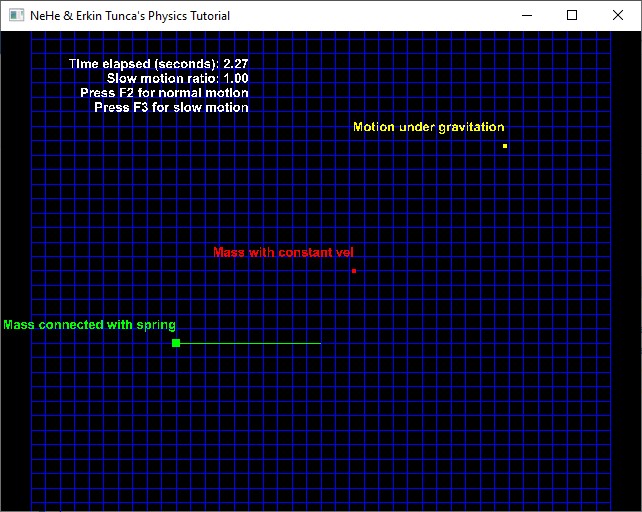 NeHe & Erkin Tunca's Physics Tutorial
Time elapsed (seconds): 2.27
Slow motion ratio: 1.00
Press F2 for normal motion
Press F3 for slow motion
Motion under gravitation
Mass with constant vel
Mass connected with spring